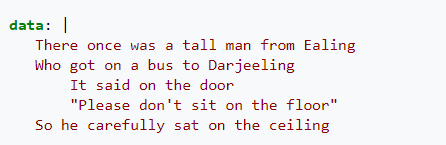 data: |
There once was a tall man from Ealing
Who got on a bus to Darjeeling
It said on the door
"Please don't sit on the floor"
So he carefully sat on the ceiling